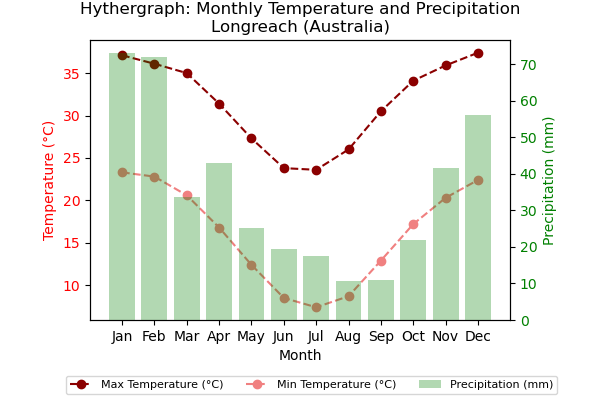 Hythergraph: Monthly Temperature and Precipitation
Longreach (Australia)
Temperature (°C)
35
30
25
20
15
10
70
60
50
40
30
20
10
0
Precipitation (mm)
Jan Feb Mar Apr May Jun Jul Aug Sep Oct Nov Dec
Month
Max Temperature (°C) Min Temperature (°C) Precipitation (mm)